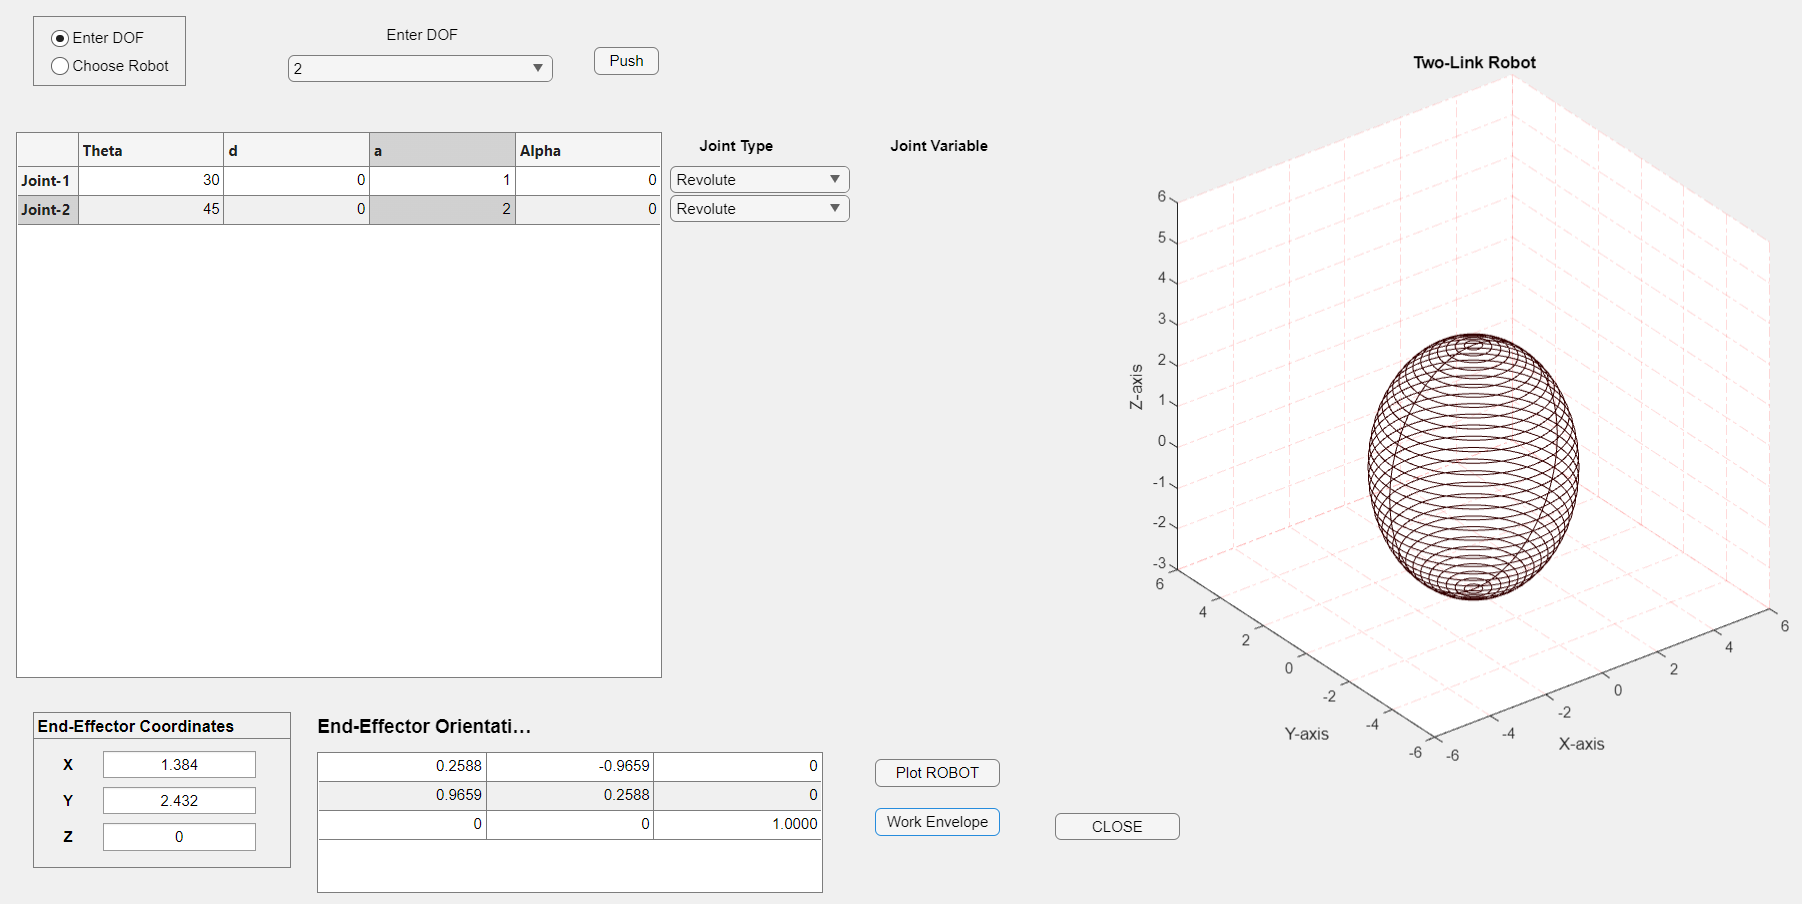 Enter DOF
Choose Robot
Enter DOF
2
Push
Theta d a Alpha
Joint-1 30 0 1 0
Joint-2 45 0 2 0
Joint Type
Joint Variable
Revolute
Revolute
Two-Link Robot
Z-axis
6
5
4
3
2
1
0
-1
-2
-3
6
4
2
0
-2
-4
-6
Y-axis
-6
-4
-2
0
2
4
6
X-axis
End-Effector Coordinates
X 1.384
Y 2.432
Z 0
End-Effector Orientati...
0.2588 -0.9659 0
0.9659 0.2588 0
0 0 1.0000
Plot ROBOT
Work Envelope
CLOSE